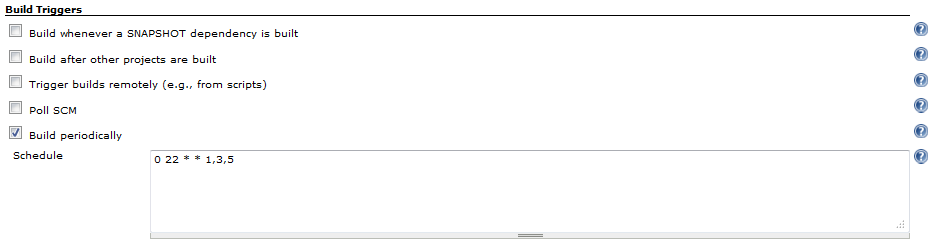 Build Triggers
Build whenever a SNAPSHOT dependency is built
Build after other projects are built
Trigger builds remotely (e.g., from scripts)
Poll SCM
Build periodically
Schedule
0 22 * * 1,3,5